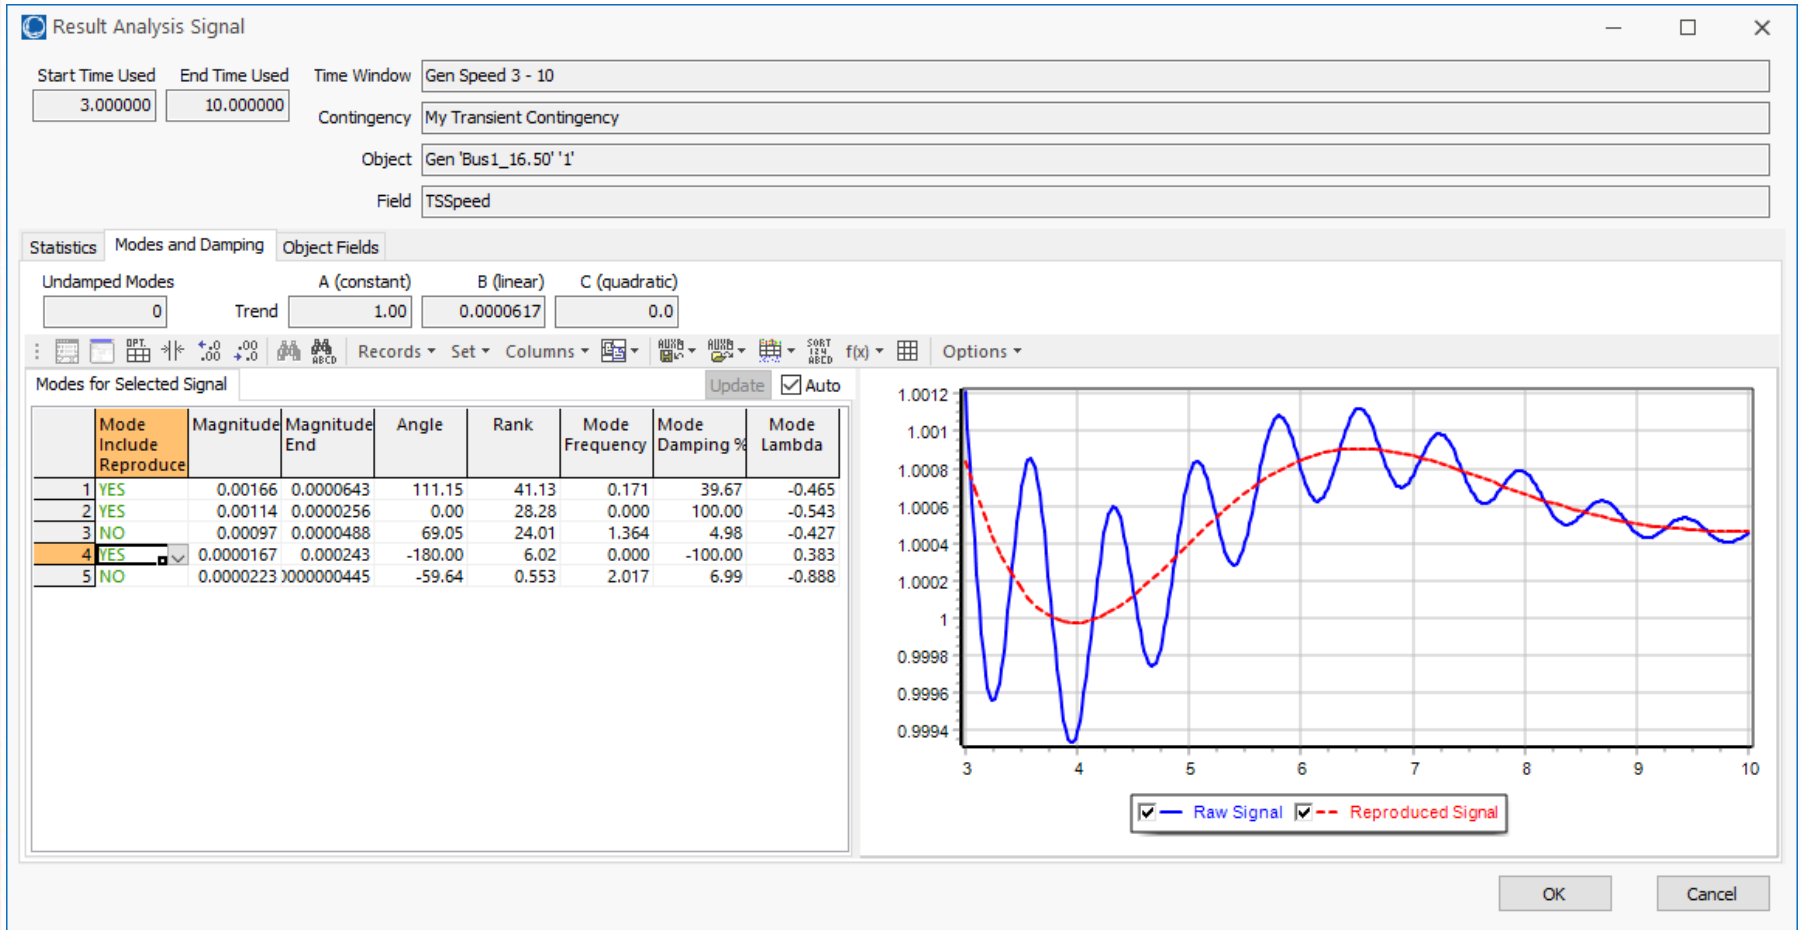 Result Analysis Signal
Start Time Used End Time Used Time Window Gen Speed 3 - 10
3.000000 10.000000
Contingency My Transient Contingency
Object Gen 'Bus1_16.50' '1'
Field TSSpeed
Statistics Modes and Damping Object Fields
Undamped Modes A (constant) B (linear) C (quadratic)
0 Trend 1.00 0.0000617 0.0
Records Set Columns f(x) Options
Modes for Selected Signal Update Auto
Mode Include Reproduce Magnitude Magnitude End Angle Rank Mode Frequency Mode Damping % Mode Lambda
1 YES 0.00166 0.0000643 111.15 41.13 0.171 39.67 -0.465
2 YES 0.00114 0.0000256 0.00 28.28 0.000 100.00 -0.543
3 NO 0.00097 0.0000488 69.05 24.01 1.364 4.98 -0.427
4 YES 0.0000167 0.000243 -180.00 6.02 0.000 -100.00 0.383
5 NO 0.0000223 0000000445 -59.64 0.553 2.017 6.99 -0.888
1.0012
1.001
1.0008
1.0006
1.0004
1.0002
1
0.9998
0.9996
0.9994
3 4 5 6 7 8 9 10
Raw Signal Reproduced Signal
OK Cancel